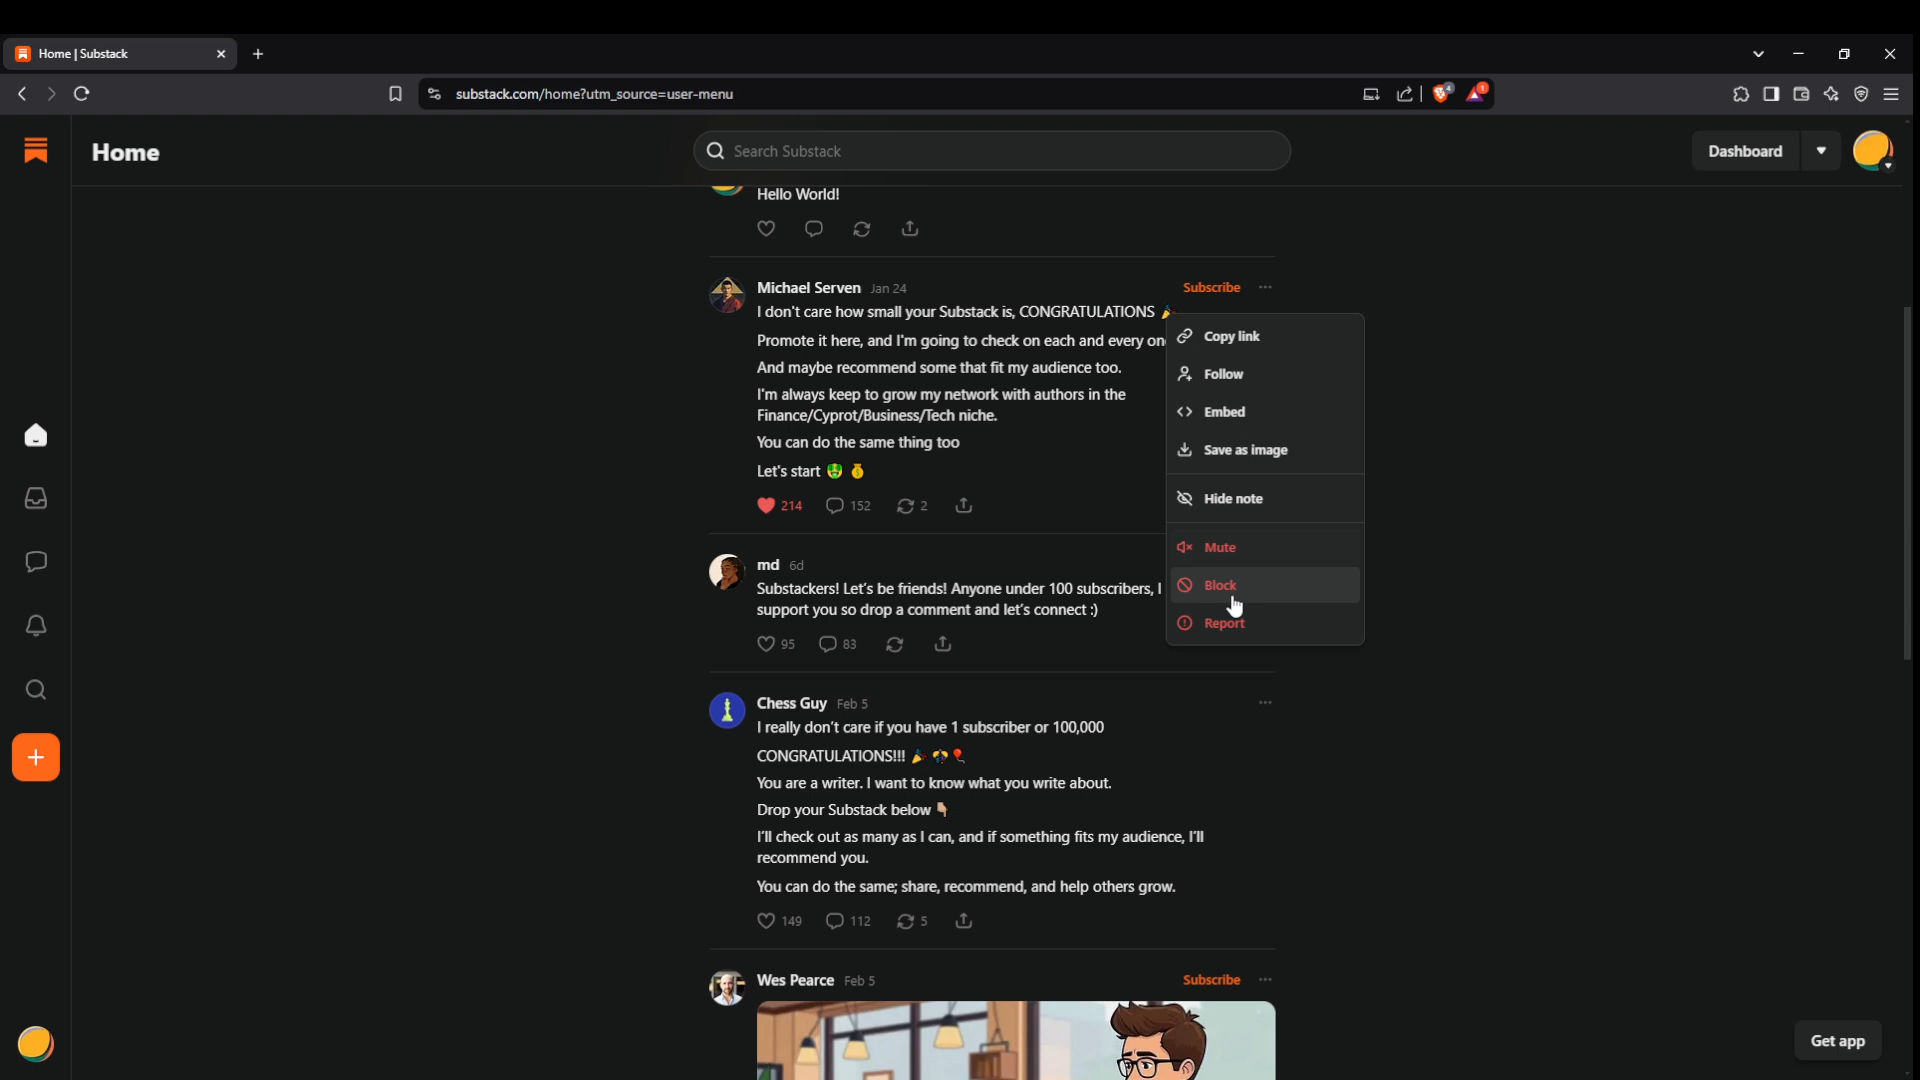 Home | Substack
substack.com/home?utm_source=user-menu
4
1
Home
Search Substack
Dashboard
Hello World!
Michael Serven Jan 24
Subscribe
I don't care how small your Substack is, CONGRATULATIONS 🎉
Promote it here, and I'm going to check on each and every one
And maybe recommend some that fit my audience too.
I'm always keep to grow my network with authors in the
Finance/Cyprot/Business/Tech niche.
You can do the same thing too
Let's start 🤑 💰
214 152 2
Copy link
Follow
Embed
Save as image
Hide note
Mute
Block
Report
md 6d
Substackers! Let's be friends! Anyone under 100 subscribers, I
support you so drop a comment and let's connect :)
95 83
Chess Guy Feb 5
I really don't care if you have 1 subscriber or 100,000
CONGRATULATIONS!!! 🎉 🎊 🎈
You are a writer. I want to know what you write about.
Drop your Substack below 👇🏼
I'll check out as many as I can, and if something fits my audience, I'll
recommend you.
You can do the same; share, recommend, and help others grow.
149 112 5
Wes Pearce Feb 5
Subscribe
Get app